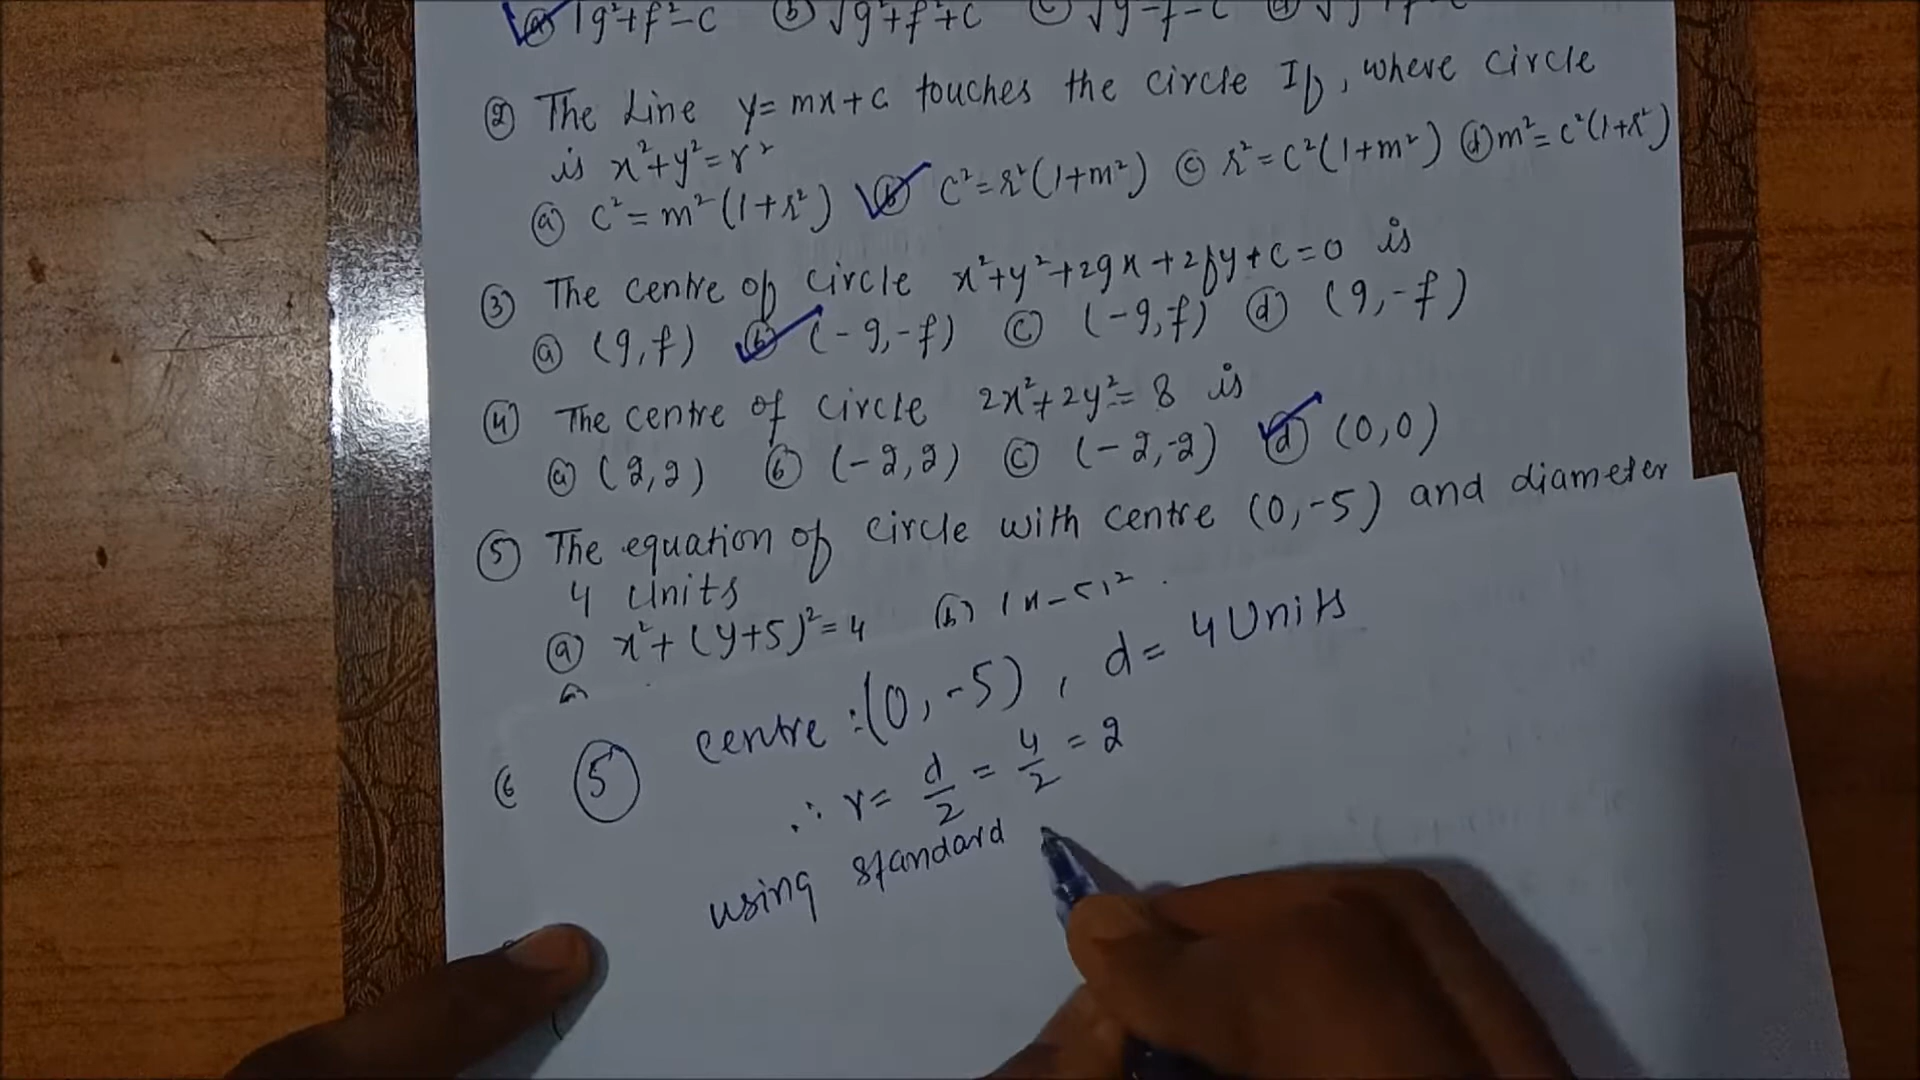 ⓐ √g²+f²-c ⓑ √g²+f²+c ⓒ ⓓ
② The Line y=mx+c touches the circle If, where circle
is x²+y²=r²
ⓐ c²=m²(1+r²) ⓑ c²=r²(1+m²) ⓒ r²=c²(1+m²) ⓓ m²=c²(1+r²)
③ The centre of circle x²+y²+2gx+2fy+c=0 is
ⓐ (g,f) ⓑ (-g,-f) ⓒ (-g,f) ⓓ (g,-f)
④ The centre of circle 2x²+2y²=8 is
ⓐ (2,2) ⓑ (-2,2) ⓒ (-2,-2) ⓓ (0,0)
⑤ The equation of circle with centre (0,-5) and diameter
4 Units
ⓐ x²+(y+5)²=4 ⓑ (x-5)²
⑤ centre:(0,-5), d=4Units
∴ r= d/2 = 4/2 = 2
using standard